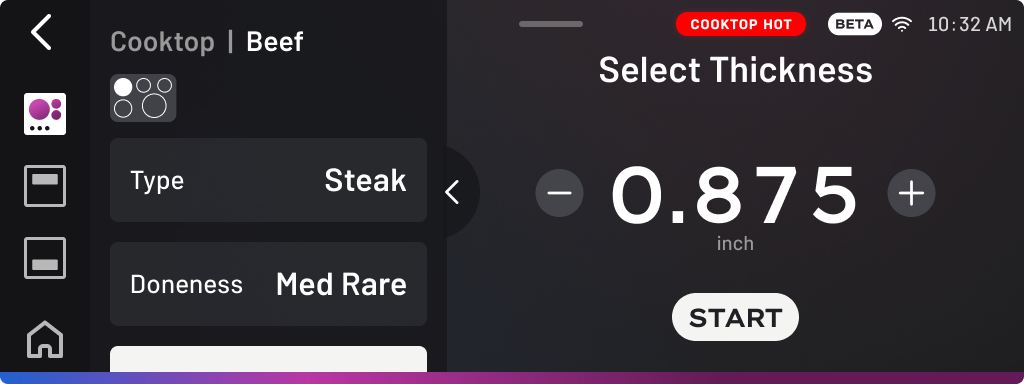 Cooktop | Beef
Type Steak
Doneness Med Rare
COOKTOP HOT BETA 10:32 AM
Select Thickness
− 0.875 +
inch
START